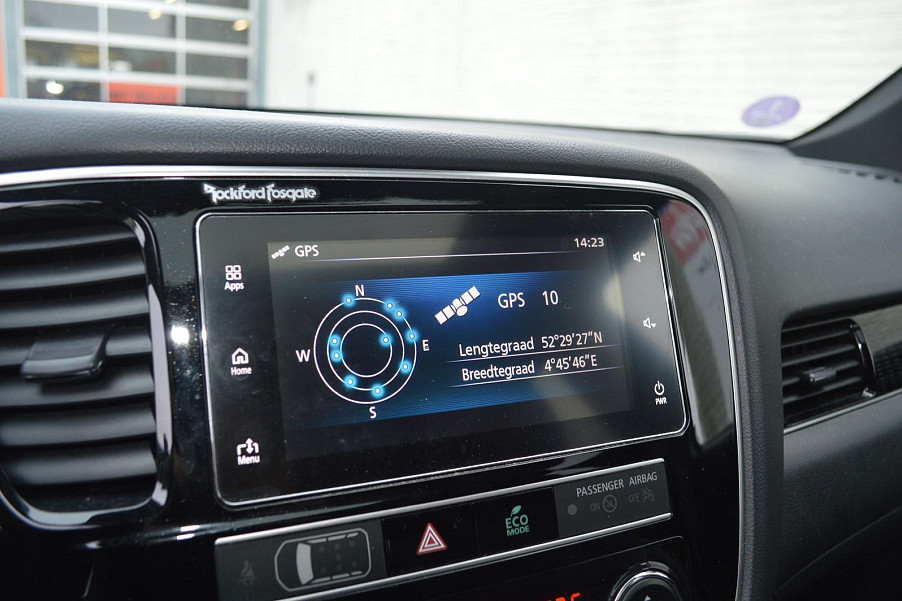 Rockford Fosgate
GPS 14:23
Apps
Home
Menu
PWR
N
W E
S
GPS 10
Lengtegraad 52°29'27"N
Breedtegraad 4°45'46"E
PASSENGER AIRBAG
ON OFF
ECO
MODE